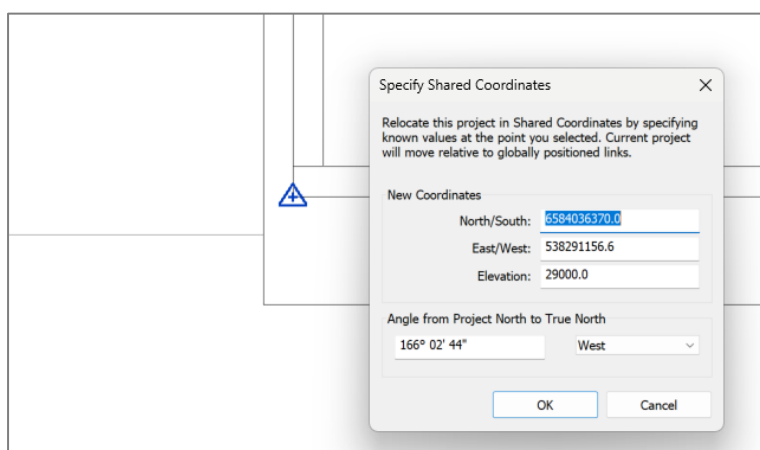 Specify Shared Coordinates
Relocate this project in Shared Coordinates by specifying
known values at the point you selected. Current project
will move relative to globally positioned links.
New Coordinates
North/South: 6584036370.0
East/West: 538291156.6
Elevation: 29000.0
Angle from Project North to True North
166° 02' 44" West
OK Cancel